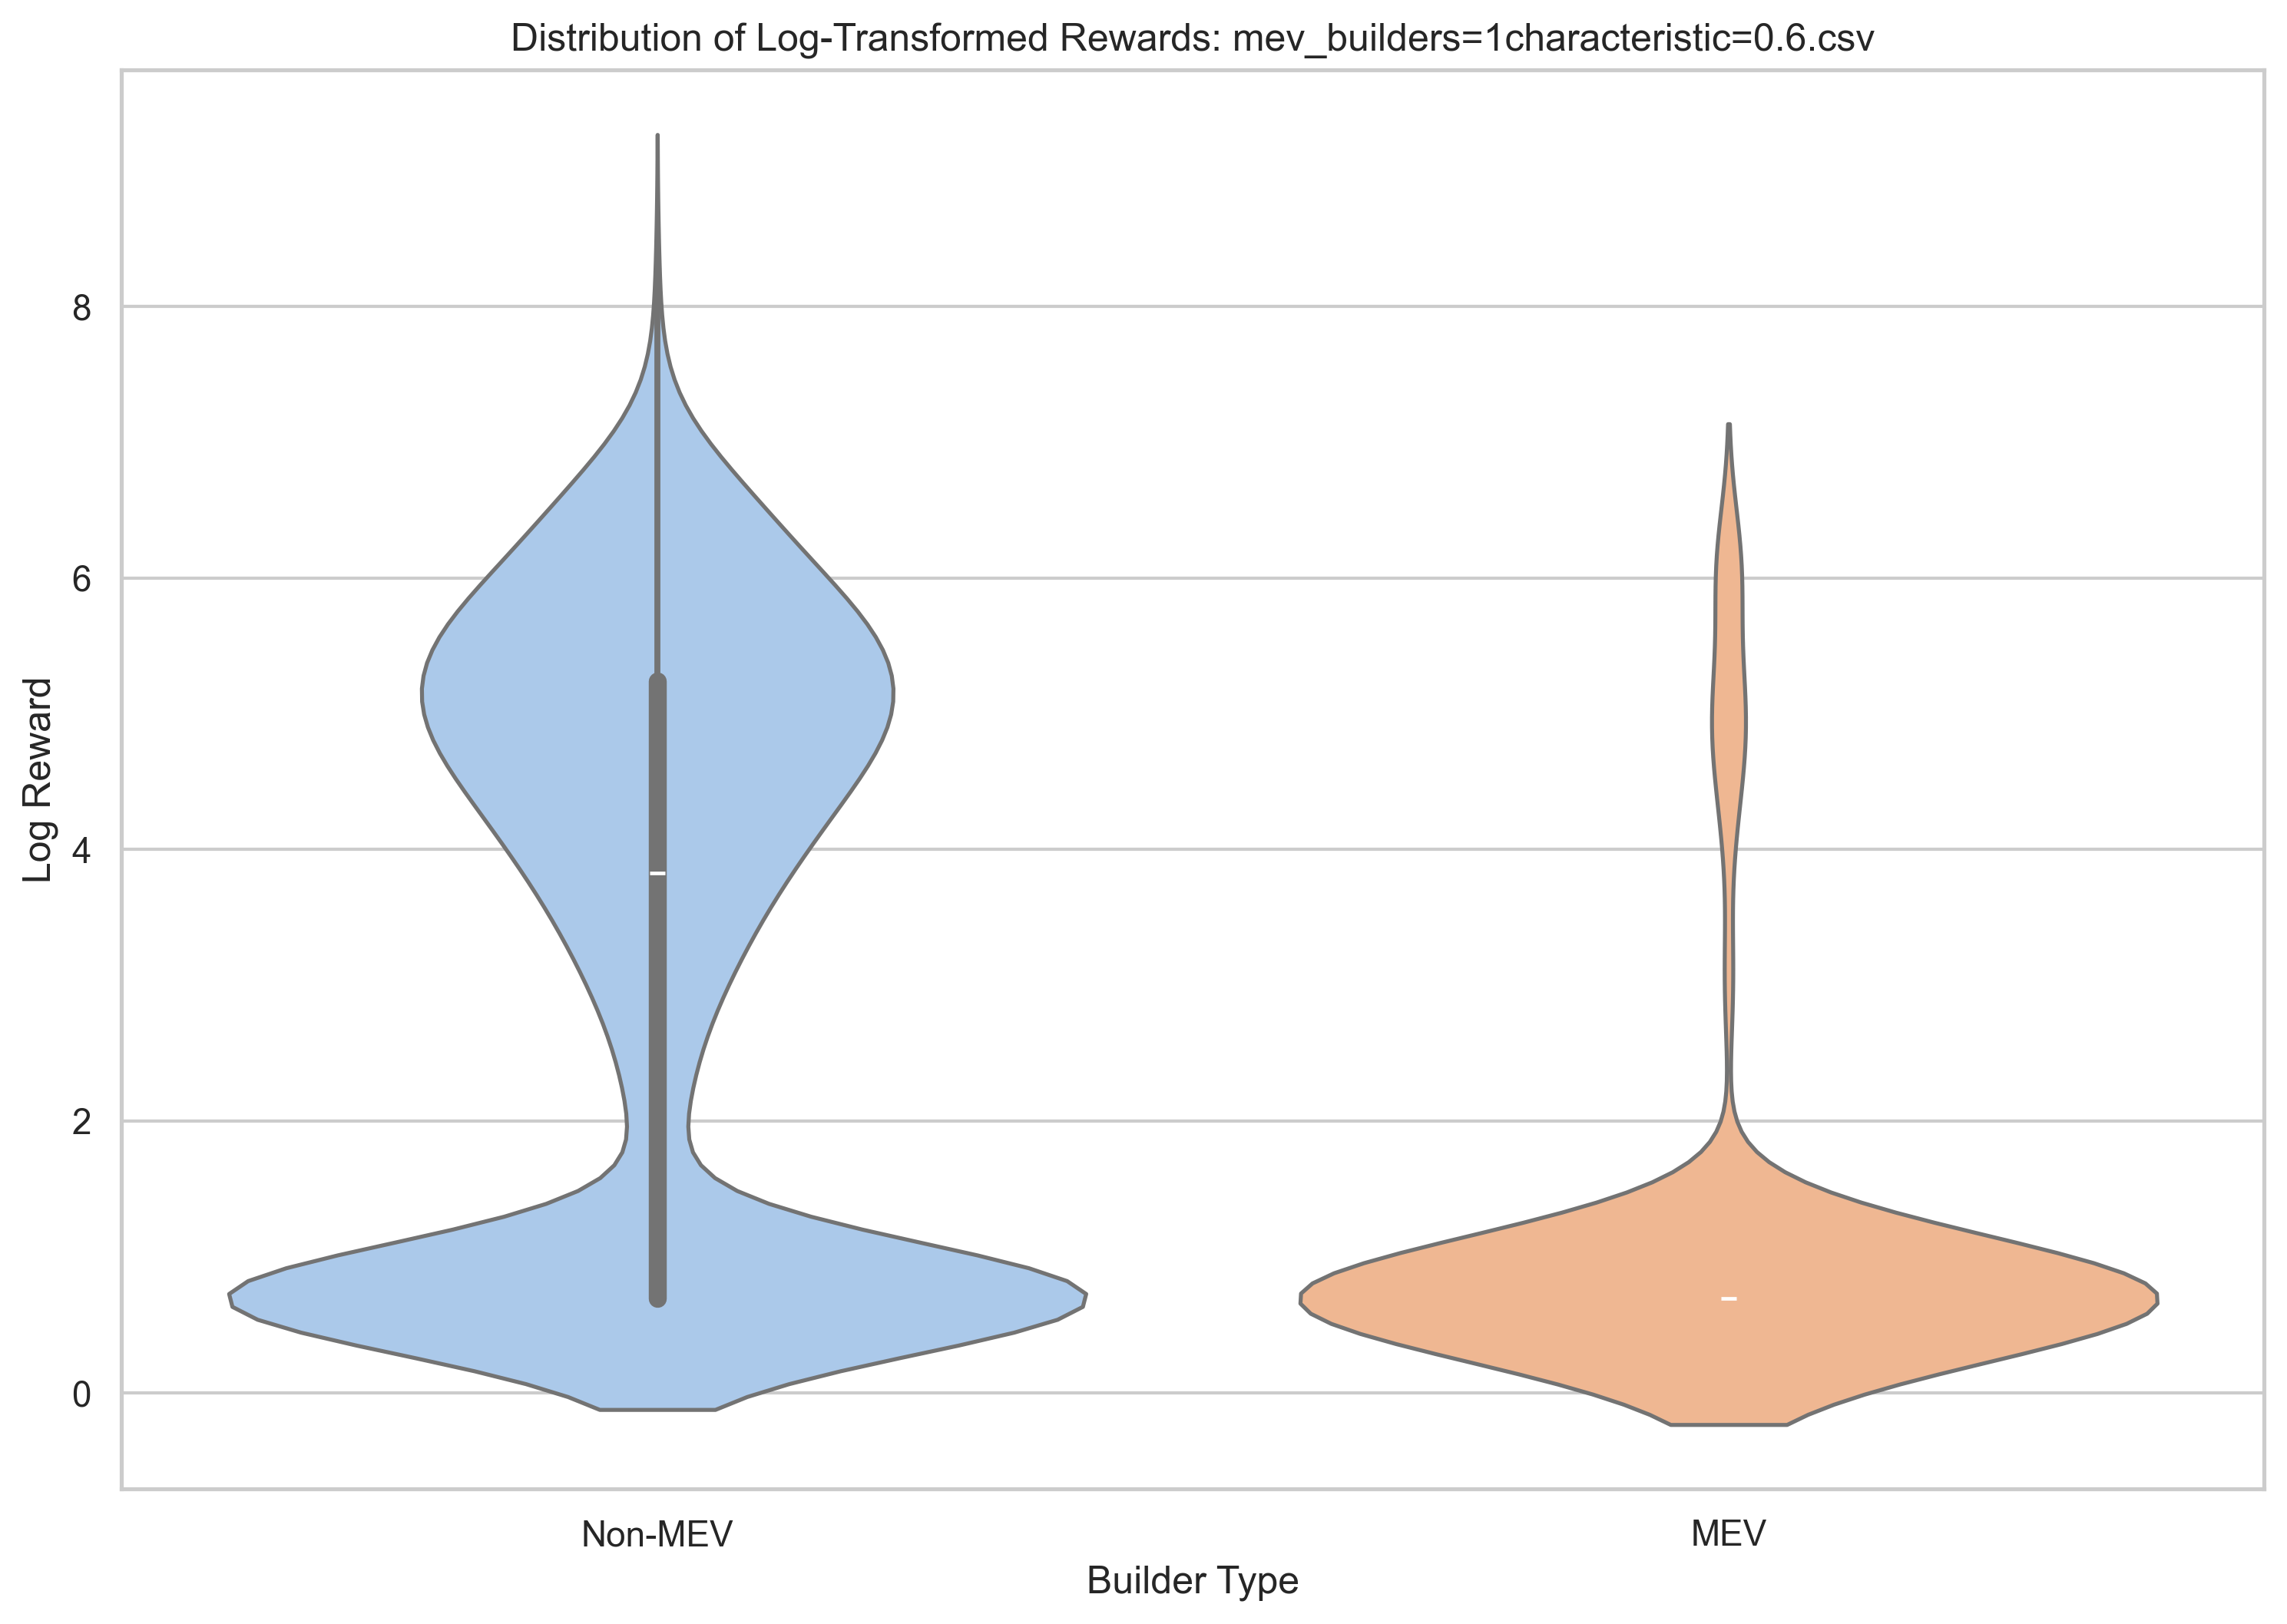 Distribution of Log-Transformed Rewards: mev_builders=1characteristic=0.6.csv
8
6
4
2
0
Log Reward
Non-MEV
MEV
Builder Type